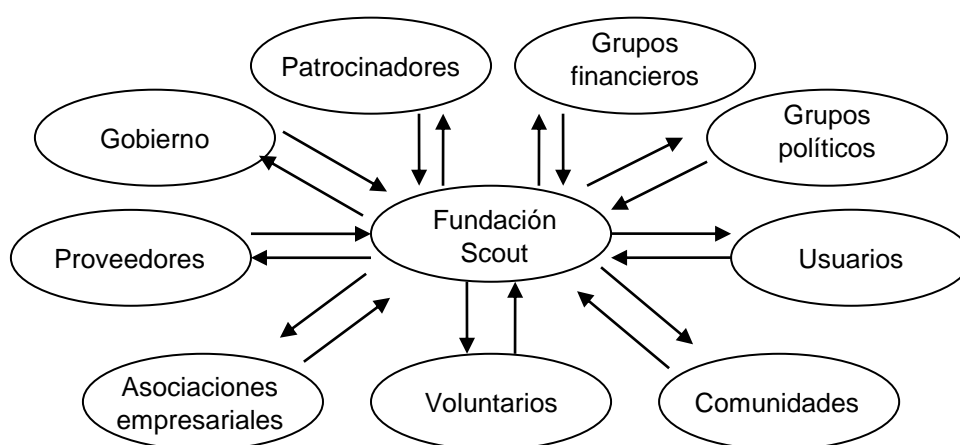 Patrocinadores
Grupos
financieros
Gobierno
Grupos
políticos
Fundación
Scout
Proveedores
Usuarios
Asociaciones
empresariales
Voluntarios
Comunidades